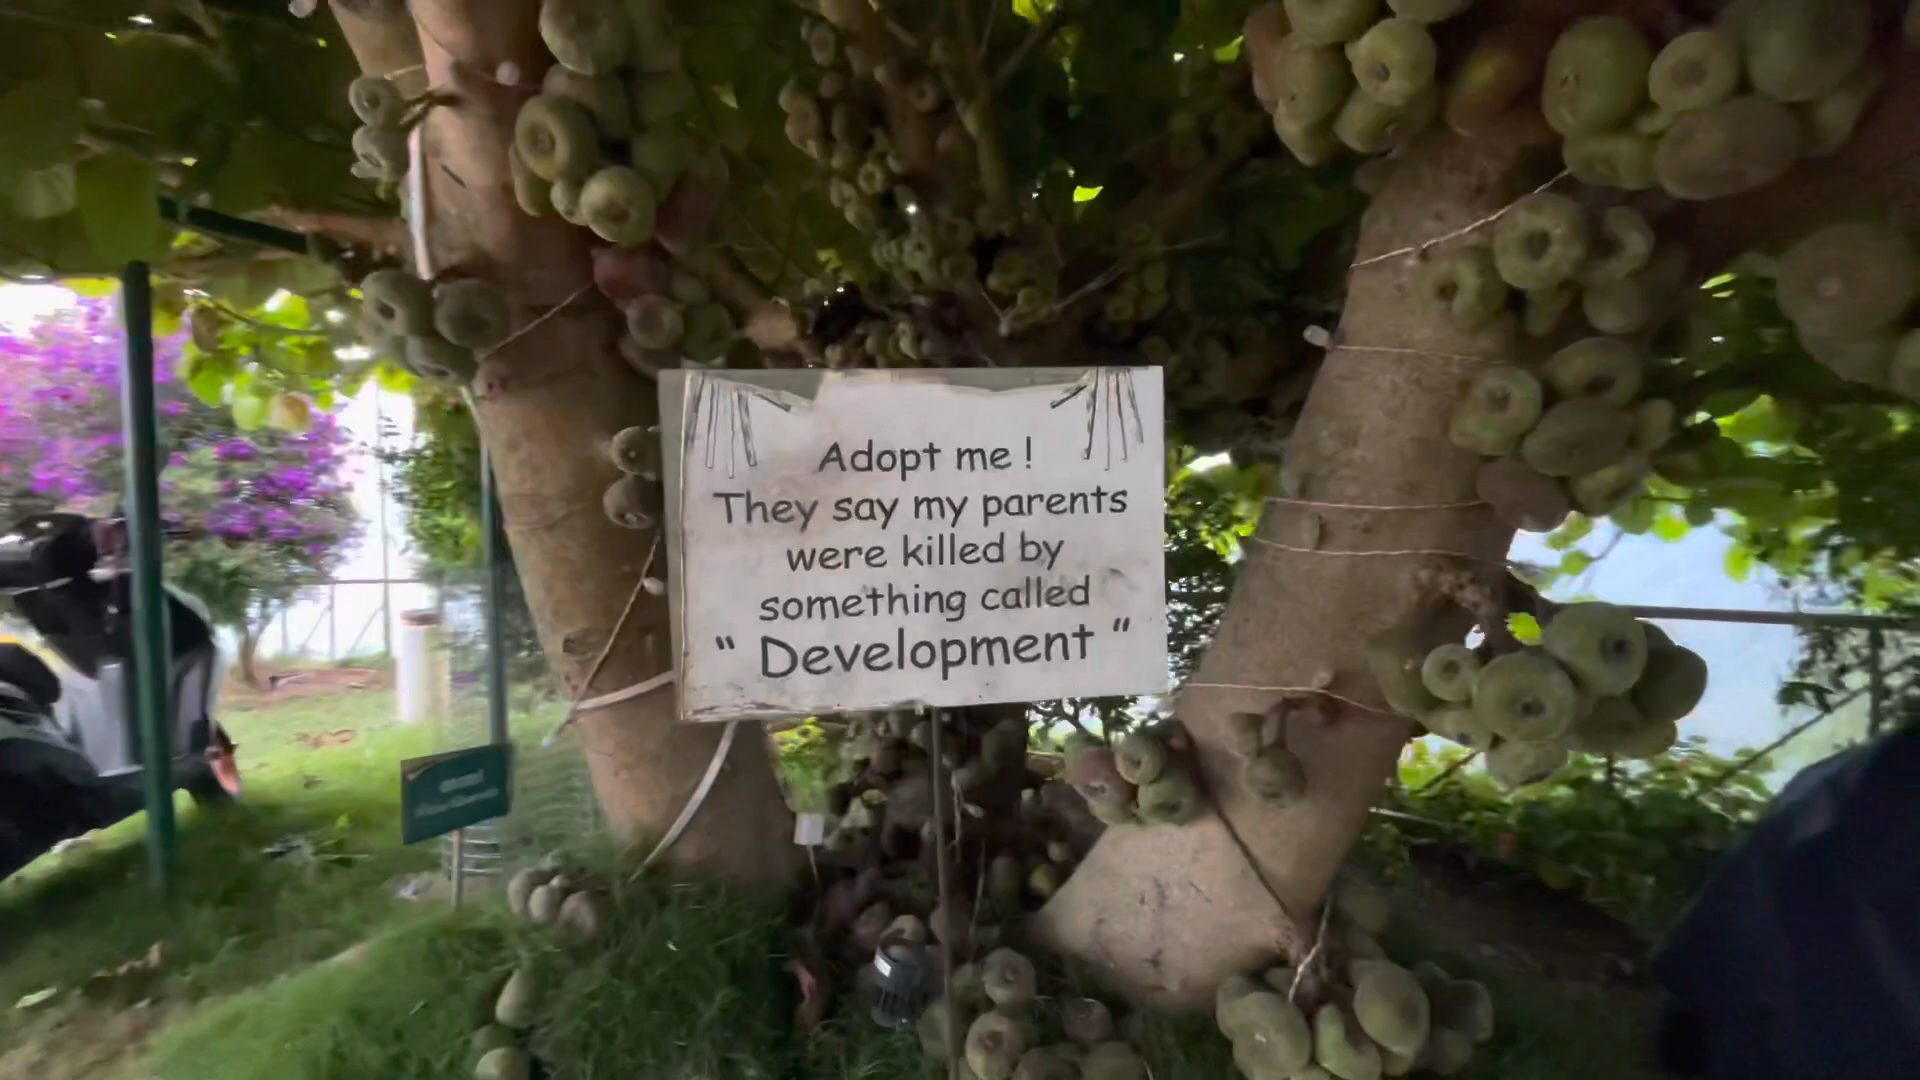 Adopt me !
They say my parents
were killed by
something called
" Development "